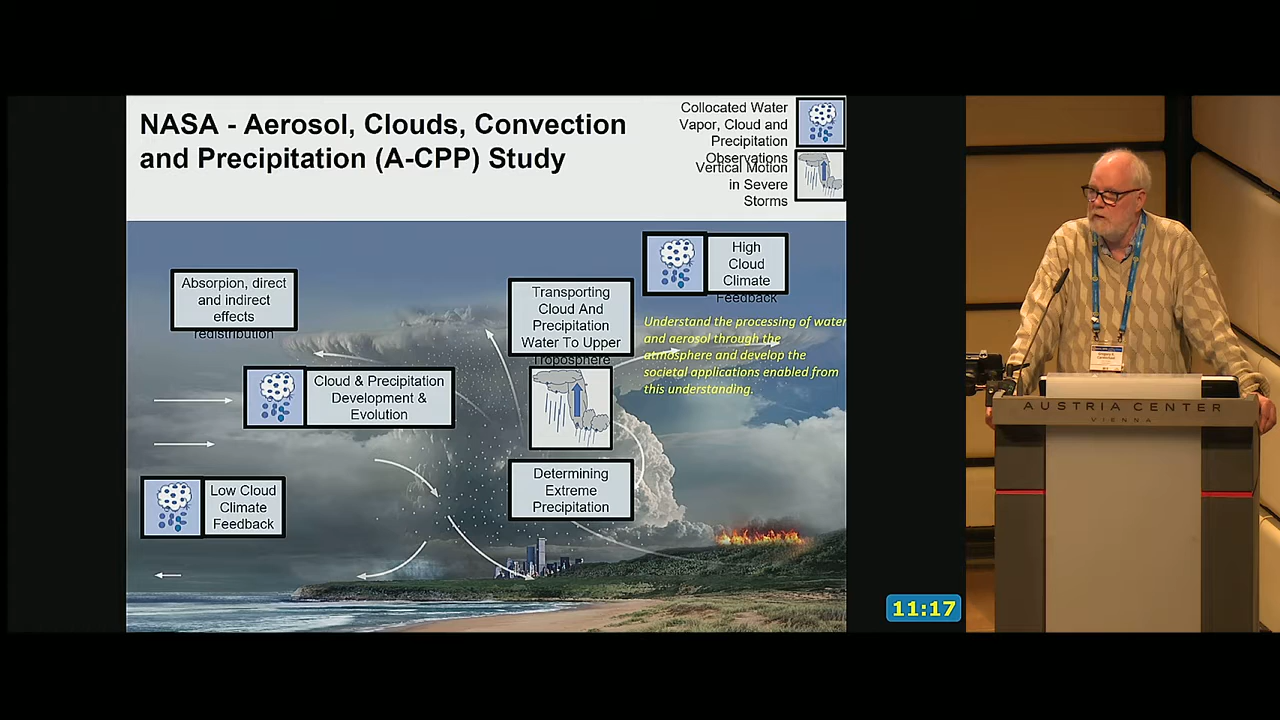 NASA - Aerosol, Clouds, Convection
and Precipitation (A-CPP) Study
Collocated Water
Vapor, Cloud and
Precipitation
Observations
Vertical Motion
in Severe
Storms
High
Cloud
Climate
Feedback
Absorpion, direct
and indirect
effects
redistribution
Transporting
Cloud And
Precipitation
Water To Upper
Troposphere
Understand the processing of water
and aerosol through the
atmosphere and develop the
societal applications enabled from
this understanding.
Cloud & Precipitation
Development &
Evolution
Determining
Extreme
Precipitation
Low Cloud
Climate
Feedback
11:17
AUSTRIA CENTER
VIENNA